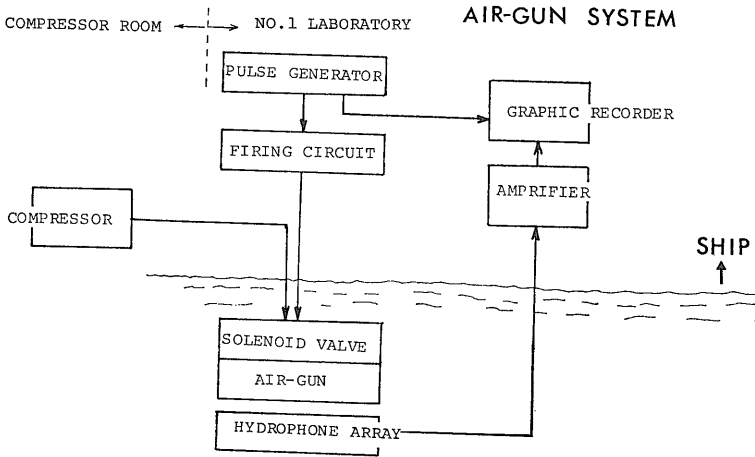 AIR-GUN SYSTEM
COMPRESSOR ROOM
NO.1 LABORATORY
PULSE GENERATOR
GRAPHIC RECORDER
FIRING CIRCUIT
AMPRIFIER
COMPRESSOR
SHIP
SOLENOID VALVE
AIR-GUN
HYDROPHONE ARRAY